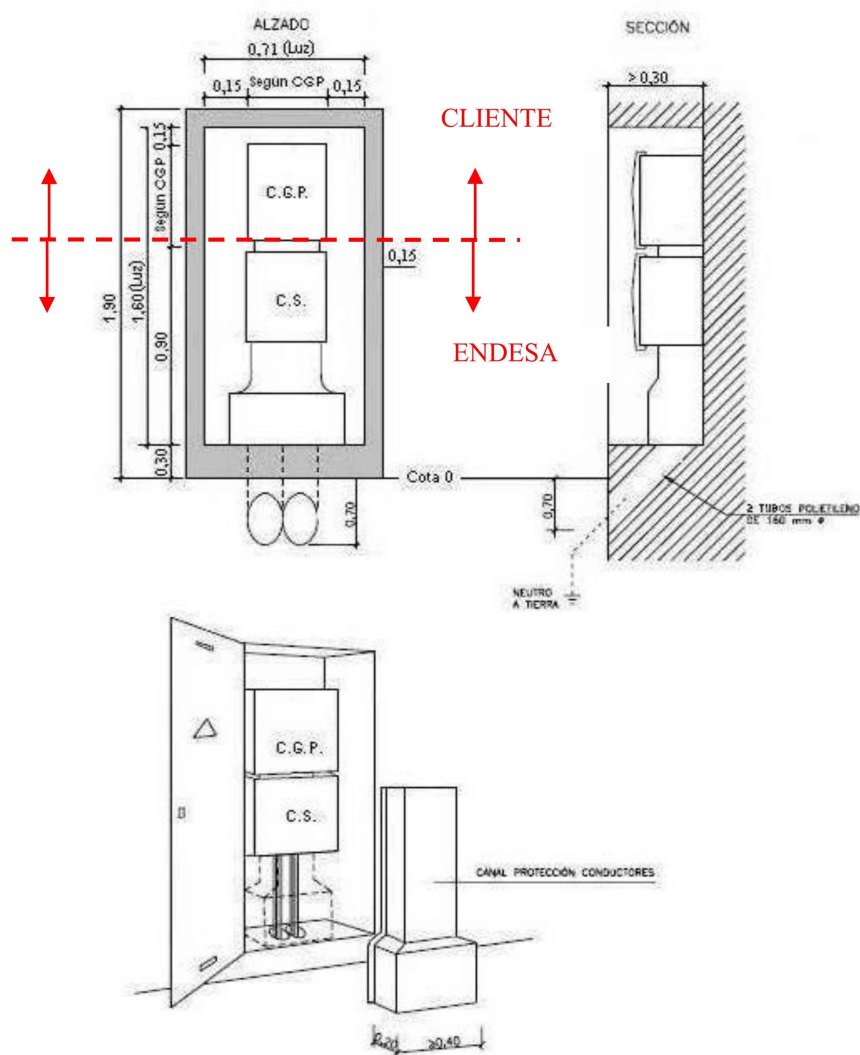 ALZADO
0,71 (Luz)
0,15 Según CGP 0,15
SECCIÓN
> 0,30
CLIENTE
0,15
Según CGP
C.G.P.
0,15
1,90
1,60 (Luz)
0,90
C.S.
ENDESA
0,30
Cota 0
0,70
0,70
2 TUBOS POLIETILENO
DE 160 mm ø
NEUTRO
A TIERRA
C.G.P.
C.S.
CANAL PROTECCIÓN CONDUCTORES
0,20 ≥0,40